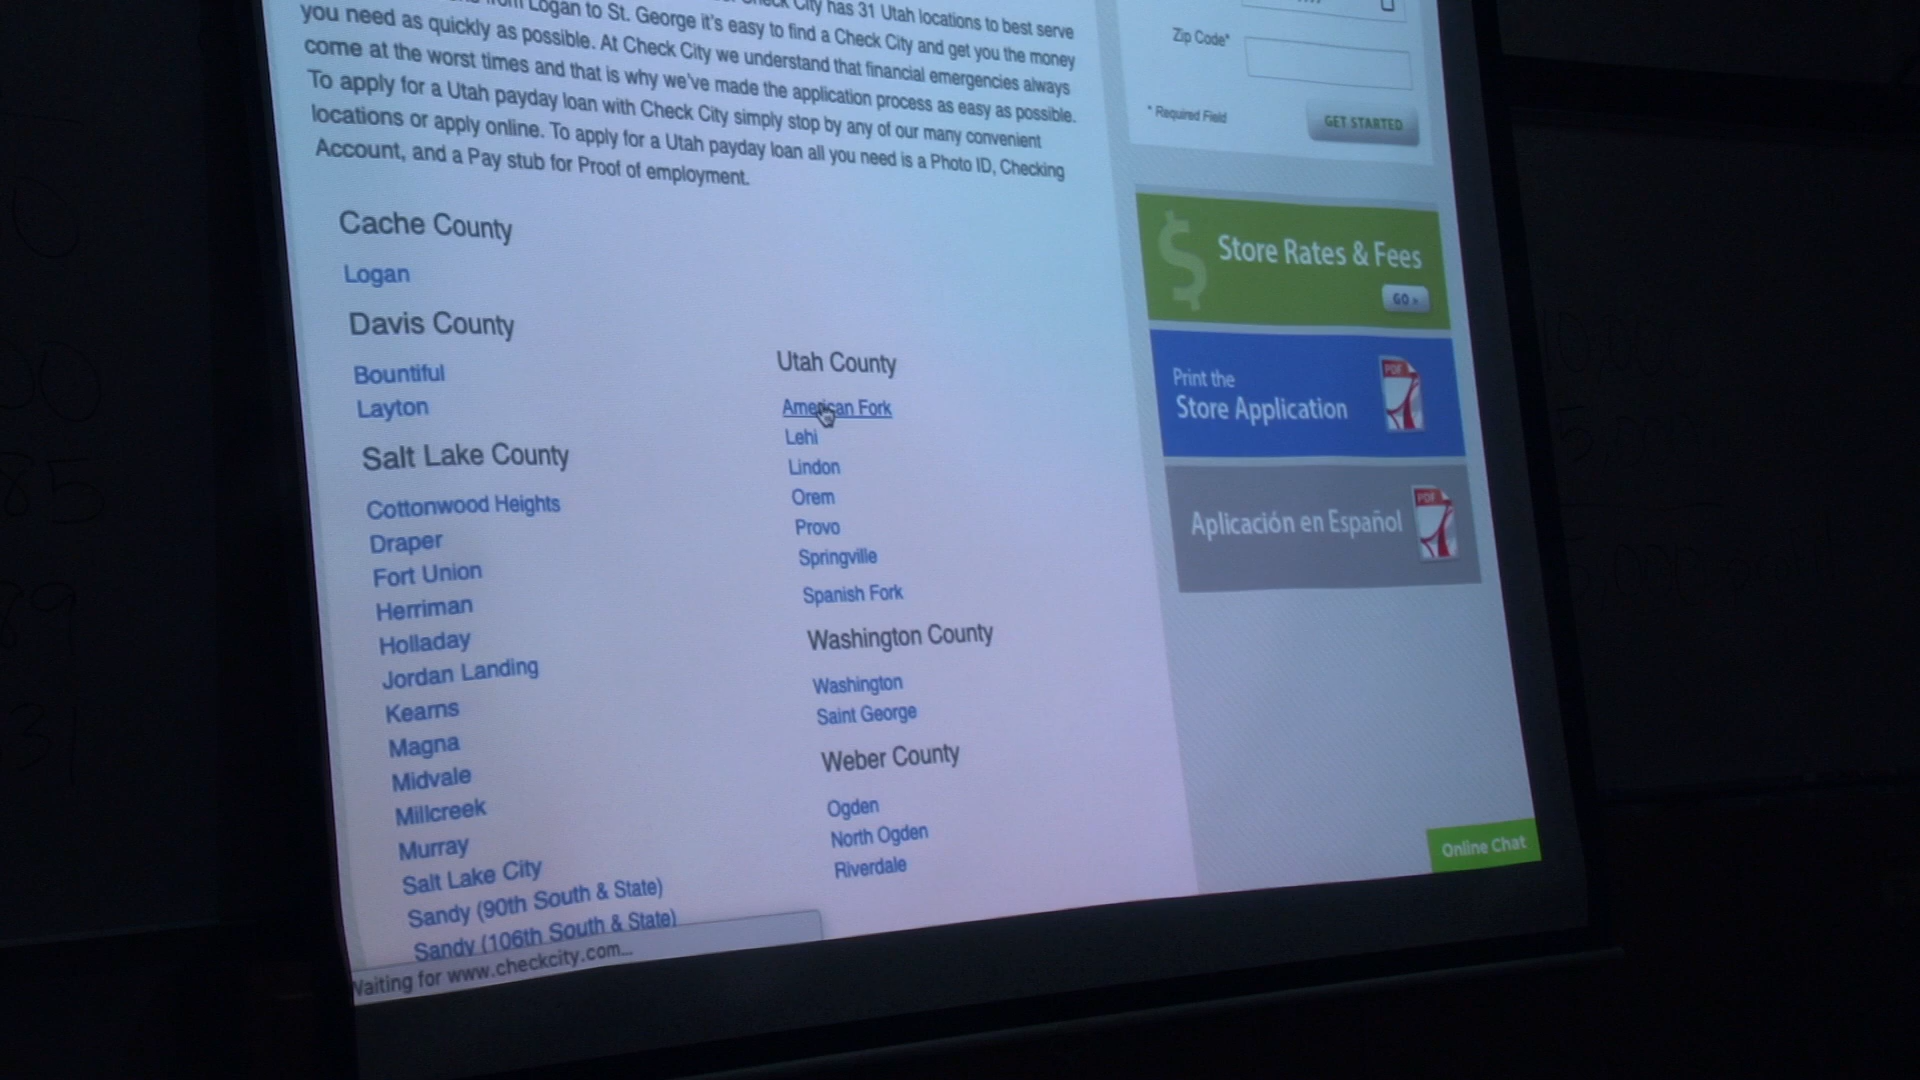 City has 31 Utah locations to best serve
Logan to St. George it's easy to find a Check City and get you the money
you need as quickly as possible. At Check City we understand that financial emergencies always
come at the worst times and that is why we've made the application process as easy as possible.
To apply for a Utah payday loan with Check City simply stop by any of our many convenient
locations or apply online. To apply for a Utah payday loan all you need is a Photo ID, Checking
Account, and a Pay stub for Proof of employment.
Cache County
Logan
Davis County
Bountiful
Layton
Salt Lake County
Cottonwood Heights
Draper
Fort Union
Herriman
Holladay
Jordan Landing
Kearns
Magna
Midvale
Millcreek
Murray
Salt Lake City
Sandy (90th South & State)
Sandy (106th South & State)
Waiting for www.checkcity.com...
Utah County
American Fork
Lehi
Lindon
Orem
Provo
Springville
Spanish Fork
Washington County
Washington
Saint George
Weber County
Ogden
North Ogden
Riverdale
Zip Code*
* Required Field
GET STARTED
$
Store Rates & Fees
GO »
Print the
Store Application
PDF
Aplicación en Español
PDF
Online Chat
85
31